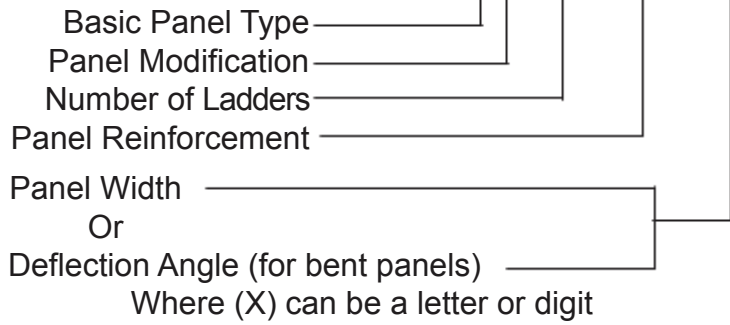 Basic Panel Type
Panel Modification
Number of Ladders
Panel Reinforcement
Panel Width
Or
Deflection Angle (for bent panels)
Where (X) can be a letter or digit